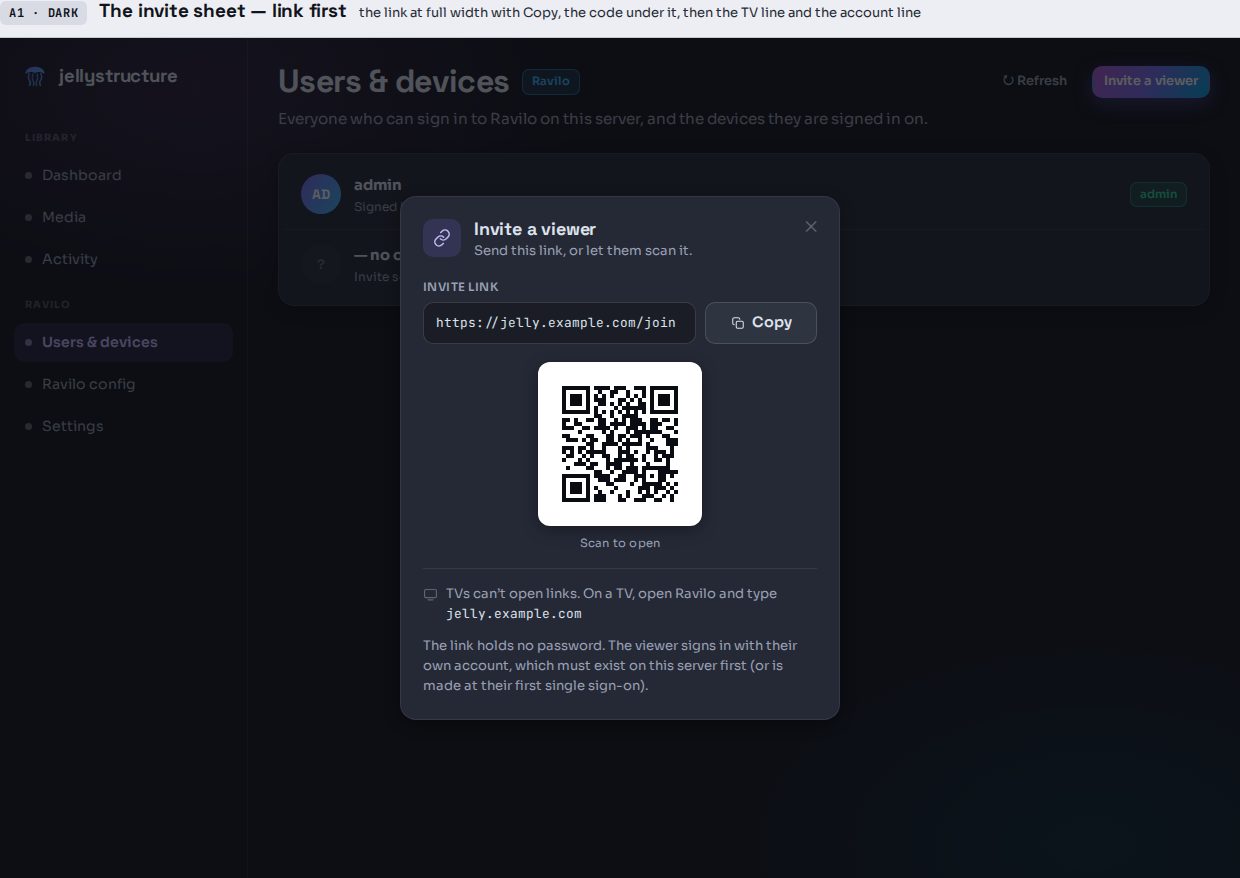 A1 · DARK The invite sheet — link first the link at full width with Copy, the code under it, then the TV line and the account line
jellystructure
LIBRARY
Dashboard
Media
Activity
RAVILO
Users & devices
Ravilo config
Settings
Users & devices Ravilo
Refresh
Invite a viewer
Everyone who can sign in to Ravilo on this server, and the devices they are signed in on.
AD admin admin
Signed
? — no
Invite
Invite a viewer
Send this link, or let them scan it.
INVITE LINK
https://jelly.example.com/join Copy
Scan to open
TVs can't open links. On a TV, open Ravilo and type
jelly.example.com
The link holds no password. The viewer signs in with their
own account, which must exist on this server first (or is
made at their first single sign-on).